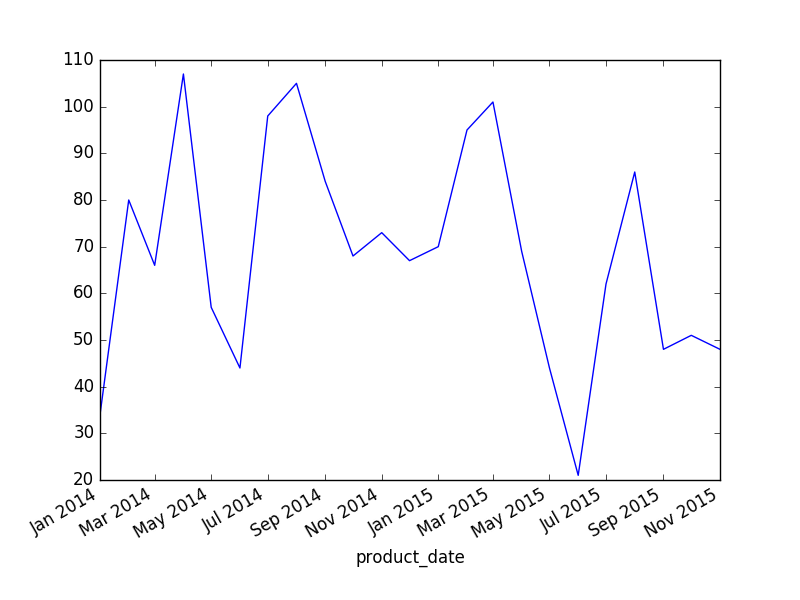 110
100
90
80
70
60
50
40
30
20
Jan 2014
Mar 2014
May 2014
Jul 2014
Sep 2014
Nov 2014
Jan 2015
Mar 2015
May 2015
Jul 2015
Sep 2015
Nov 2015
product_date